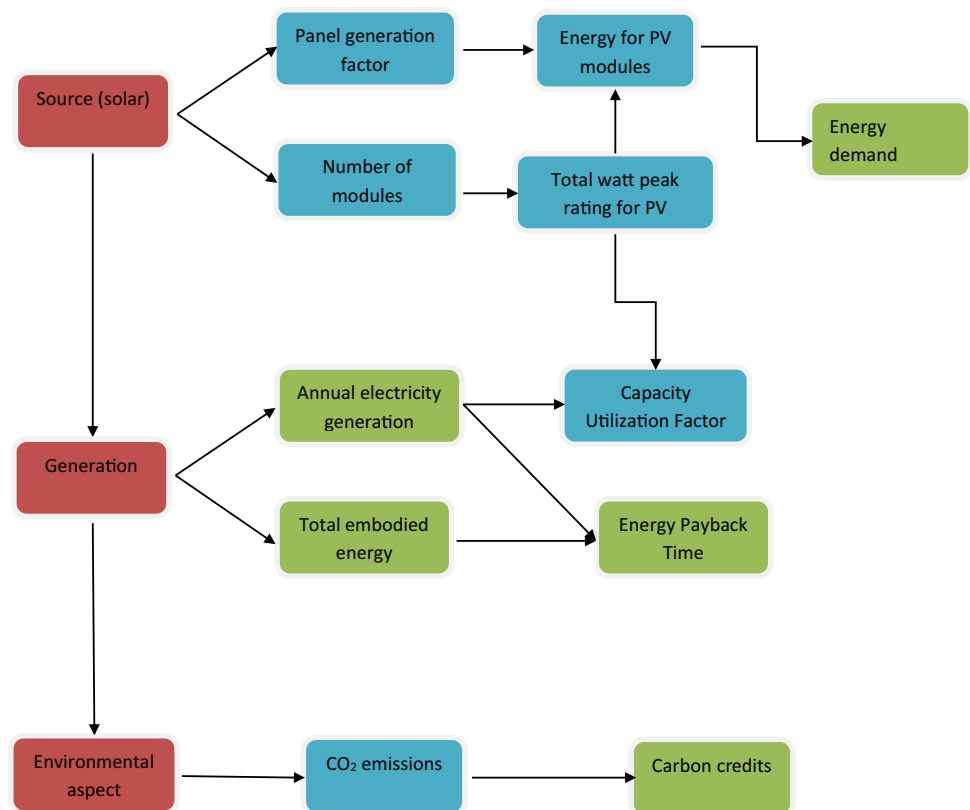 Panel generation
factor
Energy for PV
modules
Source (solar)
Energy
demand
Number of
modules
Total watt peak
rating for PV
Annual electricity
generation
Capacity
Utilization Factor
Generation
Total embodied
energy
Energy Payback
Time
Environmental
aspect
CO₂ emissions
Carbon credits